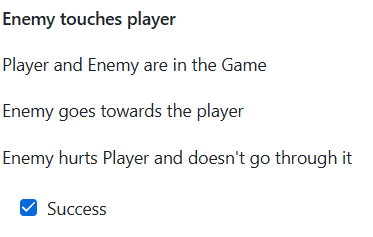 Enemy touches player
Player and Enemy are in the Game
Enemy goes towards the player
Enemy hurts Player and doesn't go through it
Success